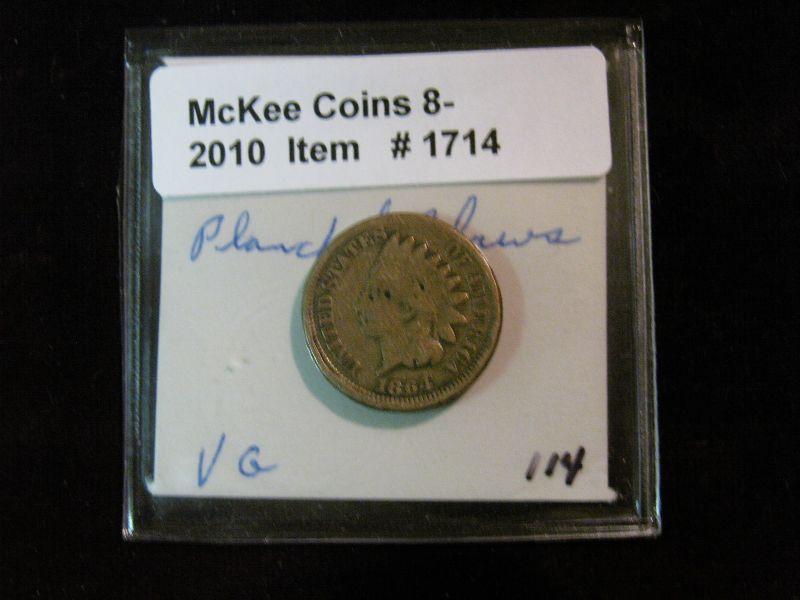 McKee Coins 8-
2010 Item # 1714
Planchet Flaws
UNITED STATES OF AMERICA
1864
VG
114